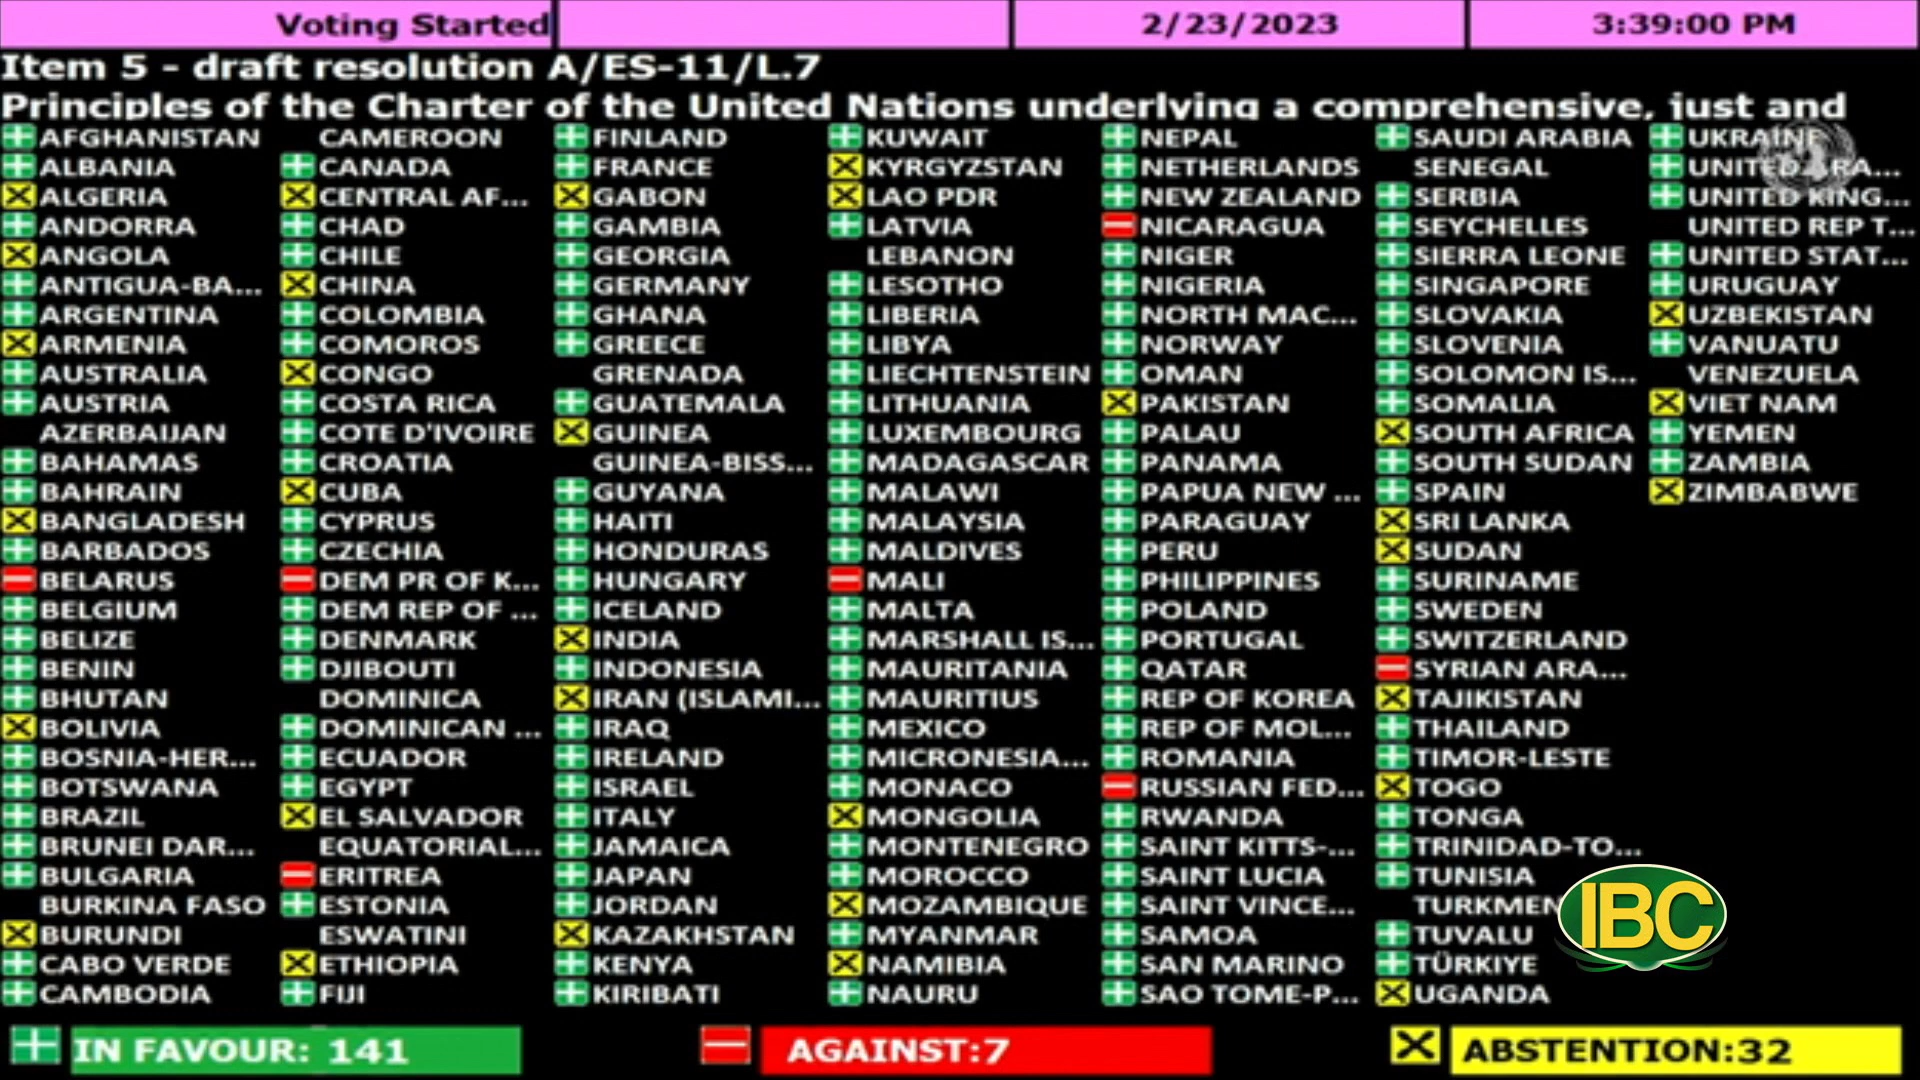 Voting Started 2/23/2023 3:39:00 PM
Item 5 - draft resolution A/ES-11/L.7
Principles of the Charter of the United Nations underlying a comprehensive, just and
AFGHANISTAN CAMEROON FINLAND KUWAIT NEPAL SAUDI ARABIA UKRAINE
ALBANIA CANADA FRANCE KYRGYZSTAN NETHERLANDS SENEGAL UNITED ARA...
ALGERIA CENTRAL AF... GABON LAO PDR NEW ZEALAND SERBIA UNITED KING...
ANDORRA CHAD GAMBIA LATVIA NICARAGUA SEYCHELLES UNITED REP T...
ANGOLA CHILE GEORGIA LEBANON NIGER SIERRA LEONE UNITED STAT...
ANTIGUA-BA... CHINA GERMANY LESOTHO NIGERIA SINGAPORE URUGUAY
ARGENTINA COLOMBIA GHANA LIBERIA NORTH MAC... SLOVAKIA UZBEKISTAN
ARMENIA COMOROS GREECE LIBYA NORWAY SLOVENIA VANUATU
AUSTRALIA CONGO GRENADA LIECHTENSTEIN OMAN SOLOMON IS... VENEZUELA
AUSTRIA COSTA RICA GUATEMALA LITHUANIA PAKISTAN SOMALIA VIET NAM
AZERBAIJAN COTE D'IVOIRE GUINEA LUXEMBOURG PALAU SOUTH AFRICA YEMEN
BAHAMAS CROATIA GUINEA-BISS... MADAGASCAR PANAMA SOUTH SUDAN ZAMBIA
BAHRAIN CUBA GUYANA MALAWI PAPUA NEW ... SPAIN ZIMBABWE
BANGLADESH CYPRUS HAITI MALAYSIA PARAGUAY SRI LANKA
BARBADOS CZECHIA HONDURAS MALDIVES PERU SUDAN
BELARUS DEM PR OF K... HUNGARY MALI PHILIPPINES SURINAME
BELGIUM DEM REP OF ... ICELAND MALTA POLAND SWEDEN
BELIZE DENMARK INDIA MARSHALL IS... PORTUGAL SWITZERLAND
BENIN DJIBOUTI INDONESIA MAURITANIA QATAR SYRIAN ARA...
BHUTAN DOMINICA IRAN (ISLAMI... MAURITIUS REP OF KOREA TAJIKISTAN
BOLIVIA DOMINICAN ... IRAQ MEXICO REP OF MOL... THAILAND
BOSNIA-HER... ECUADOR IRELAND MICRONESIA... ROMANIA TIMOR-LESTE
BOTSWANA EGYPT ISRAEL MONACO RUSSIAN FED... TOGO
BRAZIL EL SALVADOR ITALY MONGOLIA RWANDA TONGA
BRUNEI DAR... EQUATORIAL... JAMAICA MONTENEGRO SAINT KITTS-... TRINIDAD-TO...
BULGARIA ERITREA JAPAN MOROCCO SAINT LUCIA TUNISIA
BURKINA FASO ESTONIA JORDAN MOZAMBIQUE SAINT VINCE... TURKMEN
BURUNDI ESWATINI KAZAKHSTAN MYANMAR SAMOA TUVALU
CABO VERDE ETHIOPIA KENYA NAMIBIA SAN MARINO TÜRKIYE
CAMBODIA FIJI KIRIBATI NAURU SAO TOME-P... UGANDA
IBC
IN FAVOUR: 141 AGAINST:7 ABSTENTION:32